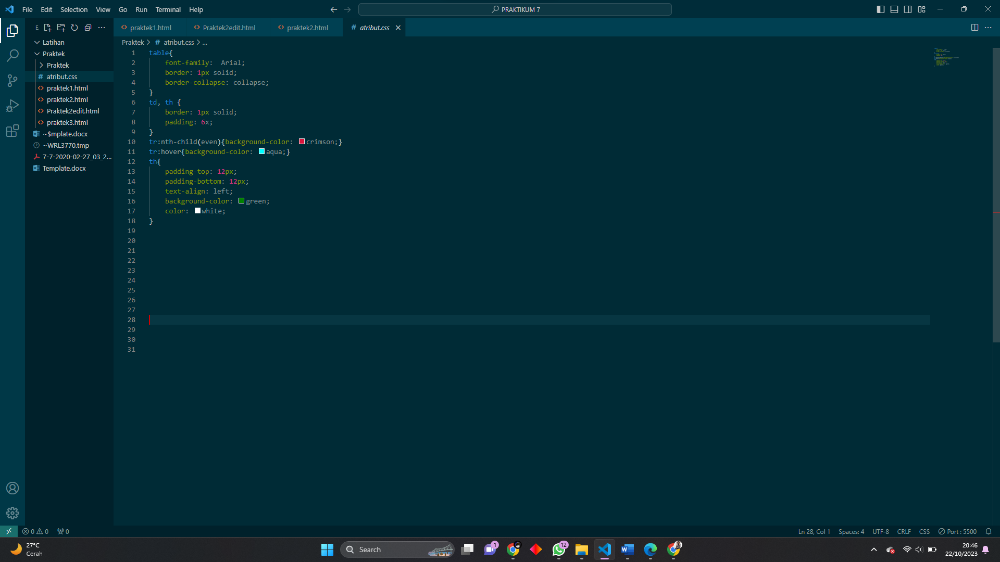 File Edit Selection View Go Run Terminal Help
PRAKTIKUM 7
E.
praktek1.html
Praktek2edit.html
praktek2.html
# atribut.css
Latihan
Praktek
Praktek
# atribut.css
praktek1.html
praktek2.html
Praktek2edit.html
praktek3.html
~$mplate.docx
~WRL3770.tmp
7-7-2020-02-27_03_2...
Template.docx
Praktek > # atribut.css > ...
1 table{
2 font-family:  Arial;
3 border: 1px solid;
4 border-collapse: collapse;
5 }
6 td, th {
7 border: 1px solid;
8 padding: 6x;
9 }
10 tr:nth-child(even){background-color: crimson;}
11 tr:hover{background-color: aqua;}
12 th{
13 padding-top: 12px;
14 padding-bottom: 12px;
15 text-align: left;
16 background-color: green;
17 color: white;
18 }
19
20
21
22
23
24
25
26
27
28
29
30
31
0 0 0
Ln 28, Col 1 Spaces: 4 UTF-8 CRLF CSS Port : 5500
27°C
Cerah
Search
1
12
20:46
22/10/2023